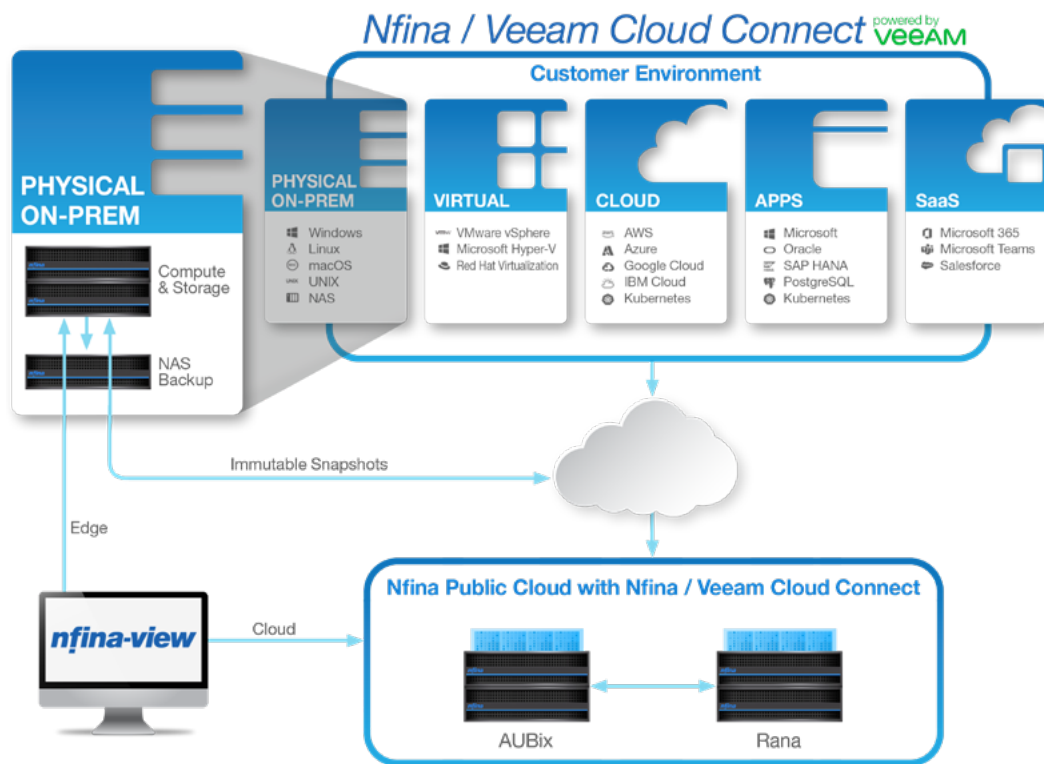 Nfina / Veeam Cloud Connect
powered by
veeAM
Customer Environment
PHYSICAL
ON-PREM
Compute
& Storage
NAS
Backup
PHYSICAL
ON-PREM
Windows
Linux
macOS
UNIX
NAS
VIRTUAL
VMware vSphere
Microsoft Hyper-V
Red Hat Virtualization
CLOUD
AWS
Azure
Google Cloud
IBM Cloud
Kubernetes
APPS
Microsoft
Oracle
SAP HANA
PostgreSQL
Kubernetes
SaaS
Microsoft 365
Microsoft Teams
Salesforce
Immutable Snapshots
Edge
nfina-view
Cloud
Nfina Public Cloud with Nfina / Veeam Cloud Connect
nfina
nfina
AUBix
Rana